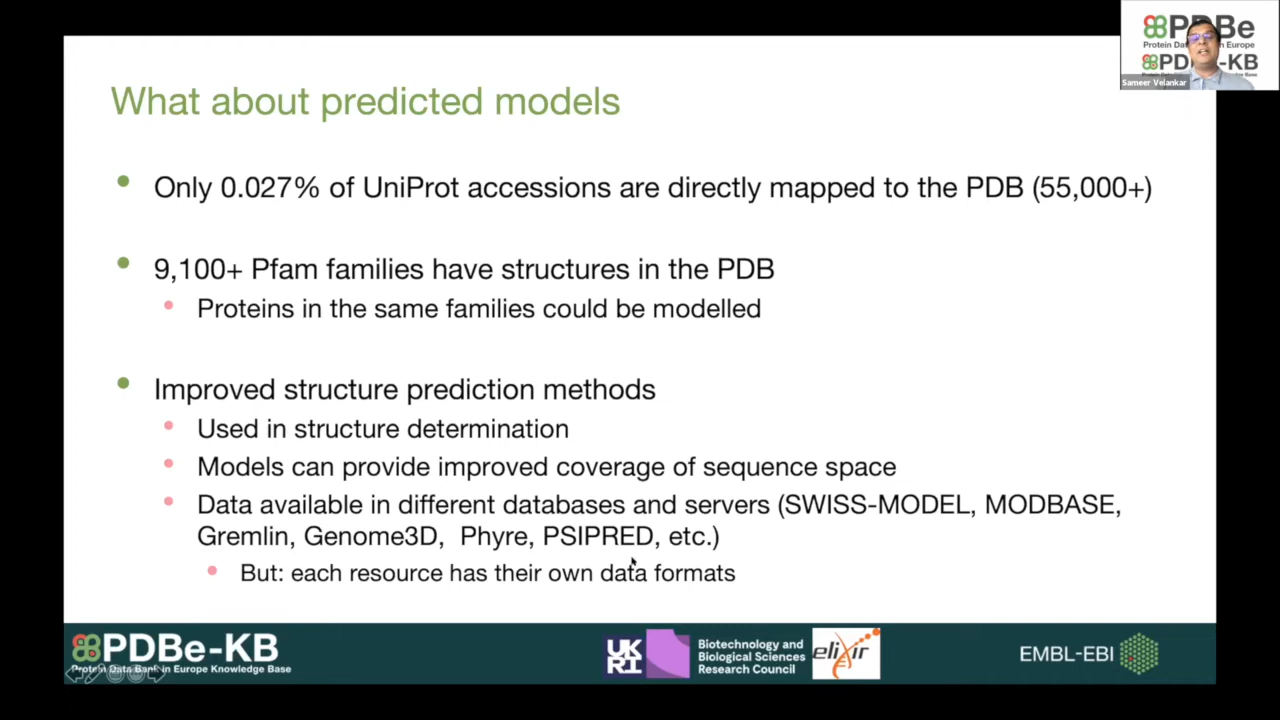 PDBe
Protein Da in Europe
PD -KB
Sameer Velankar
What about predicted models
Only 0.027% of UniProt accessions are directly mapped to the PDB (55,000+)
9,100+ Pfam families have structures in the PDB
Proteins in the same families could be modelled
Improved structure prediction methods
Used in structure determination
Models can provide improved coverage of sequence space
Data available in different databases and servers (SWISS-MODEL, MODBASE,
Gremlin, Genome3D, Phyre, PSIPRED, etc.)
But: each resource has their own data formats
PDBe-KB
Protein Data Bank in Europe Knowledge Base
UK
RI
Biotechnology and
Biological Sciences
Research Council
elixir
EMBL-EBI